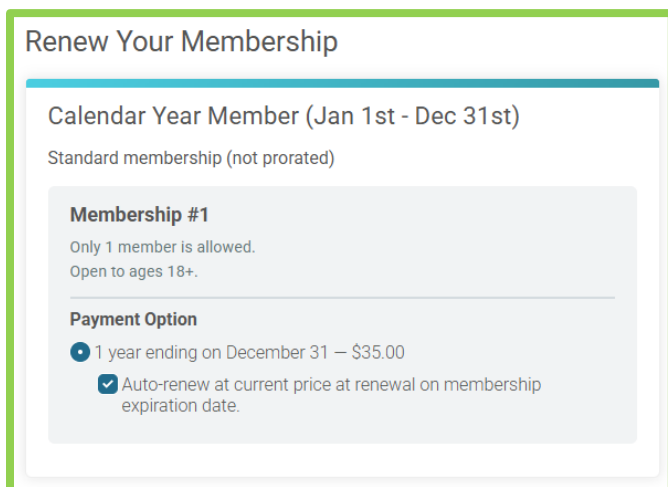 Renew Your Membership
Calendar Year Member (Jan 1st - Dec 31st)
Standard membership (not prorated)
Membership #1
Only 1 member is allowed.
Open to ages 18+.
Payment Option
1 year ending on December 31 — $35.00
Auto-renew at current price at renewal on membership
expiration date.